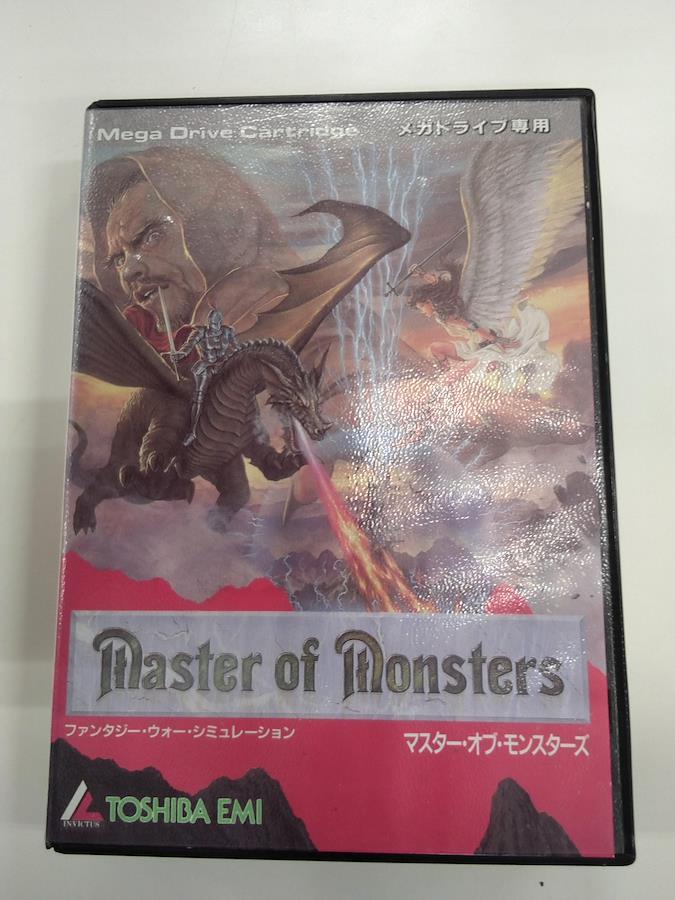 Mega Drive Cartridge
メガドライブ専用
Master of Monsters
ファンタジー・ウォー・シミュレーション
マスター・オブ・モンスターズ
INVICTUS
TOSHIBA EMI